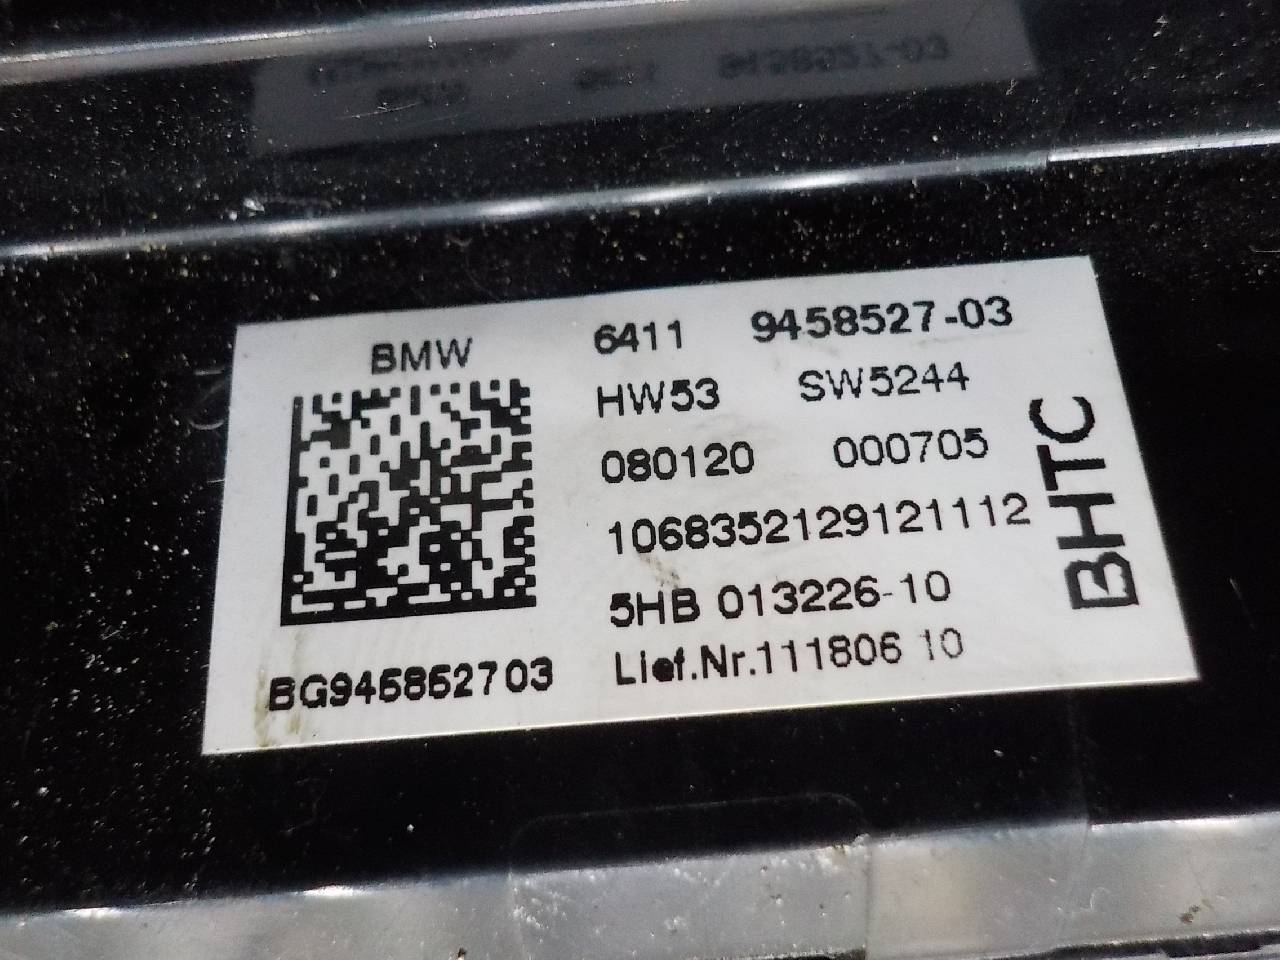 BMW 6411 9458527-03
HW53 SW5244
080120 000705
1068352129121112
5HB 013226-10
Lief.Nr.111806 10
BG945852703
BHTC